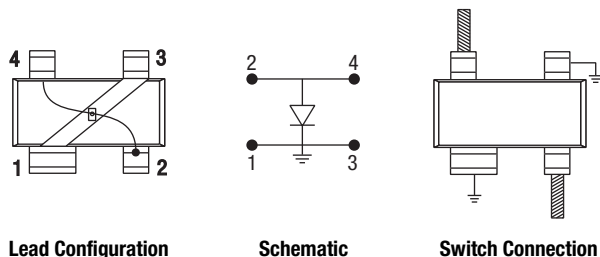 4 3
1 2
2 4
1 3
Lead Configuration
Schematic
Switch Connection